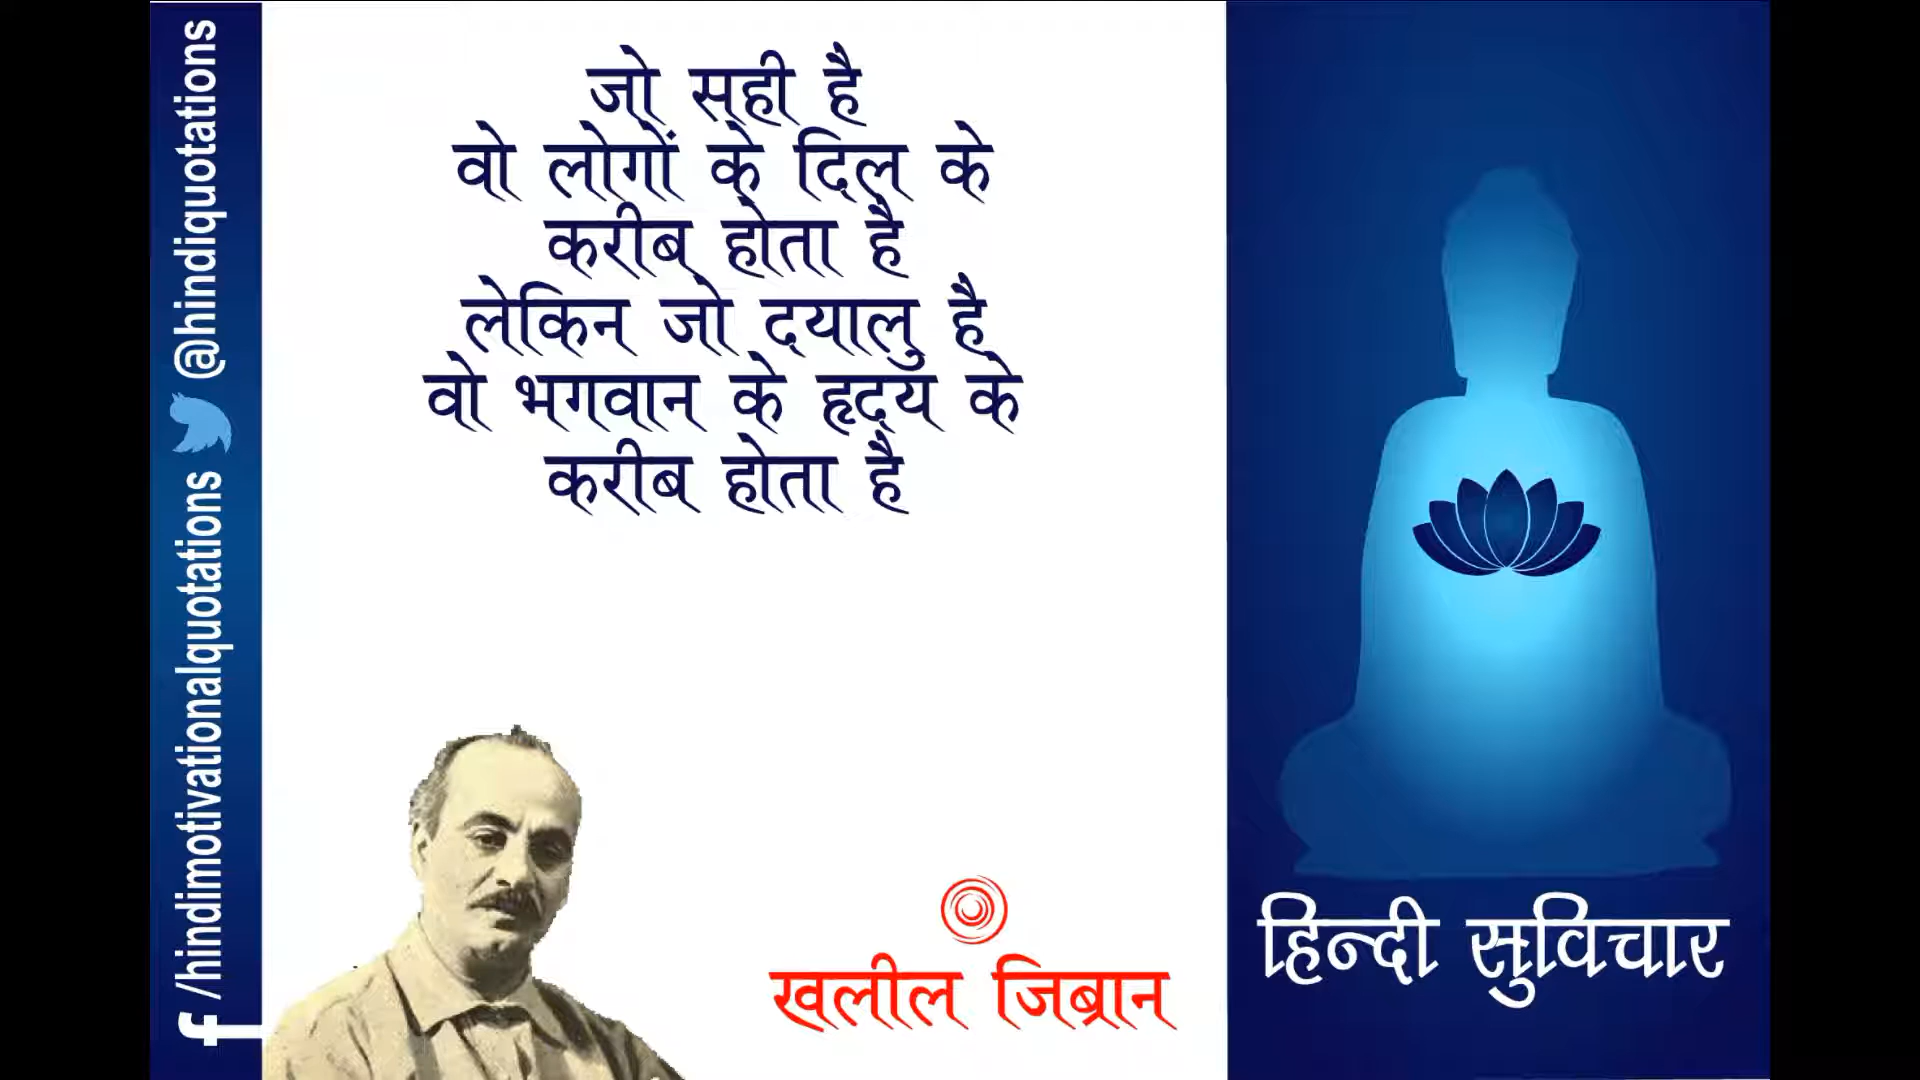 जो सही है
वो लोगों के दिल के
करीब होता है
लेकिन जो दयालु है
वो भगवान के हृदय के
करीब होता है
खलील जिब्रान
हिन्दी सुविचार
f /hindimotivationalquotations @hindiquotations